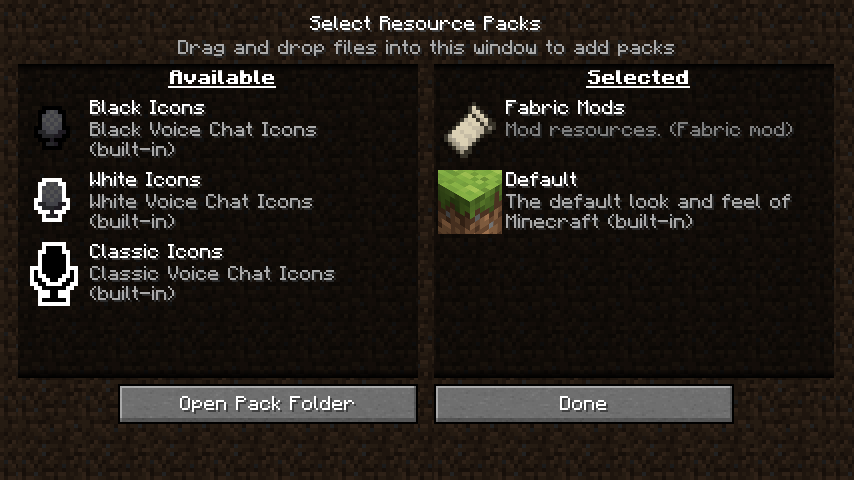 Select Resource Packs
Drag and drop files into this window to add packs
Available
Black Icons
Black Voice Chat Icons
(built-in)
White Icons
White Voice Chat Icons
(built-in)
Classic Icons
Classic Voice Chat Icons
(built-in)
Selected
Fabric Mods
Mod resources. (Fabric mod)
Default
The default look and feel of
Minecraft (built-in)
Open Pack Folder
Done